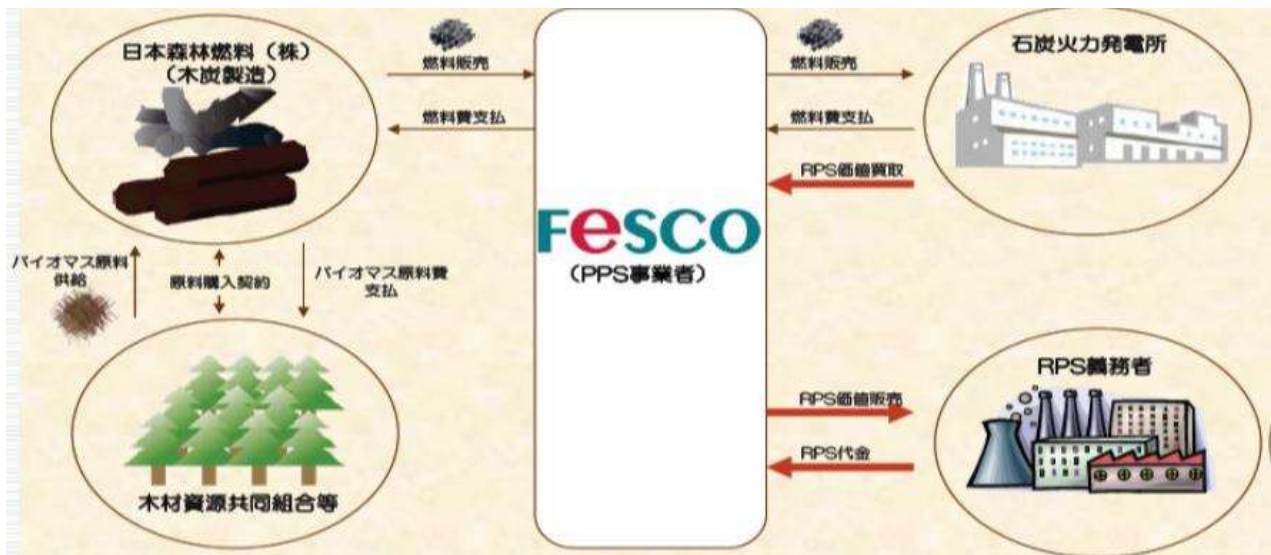 日本森林燃料（株）
（木炭製造）
燃料販売
燃料費支払
バイオマス原料
供給
原料購入契約
バイオマス原料費
支払
木材資源共同組合等
FeSCO
（PPS事業者）
燃料販売
燃料費支払
RPS価値買取
石炭火力発電所
RPS価値販売
RPS代金
RPS義務者